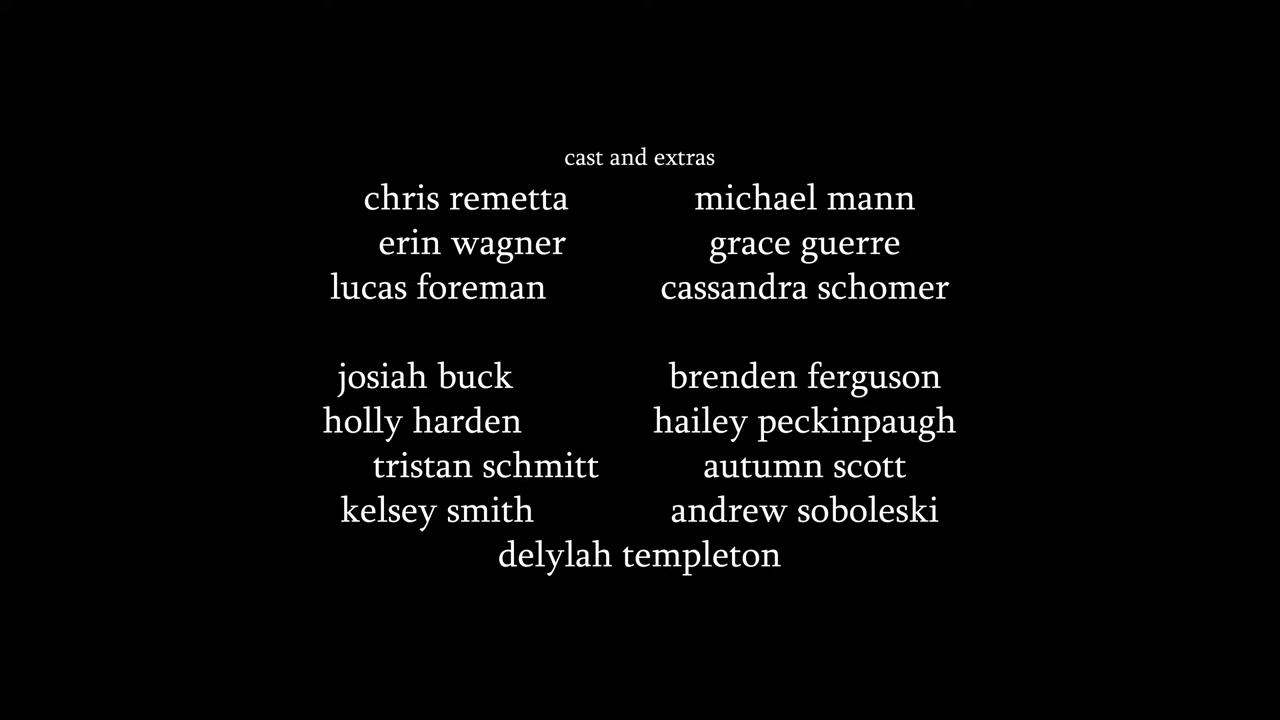 cast and extras
chris remetta michael mann
erin wagner grace guerre
lucas foreman cassandra schomer
josiah buck brenden ferguson
holly harden hailey peckinpaugh
tristan schmitt autumn scott
kelsey smith andrew soboleski
delylah templeton